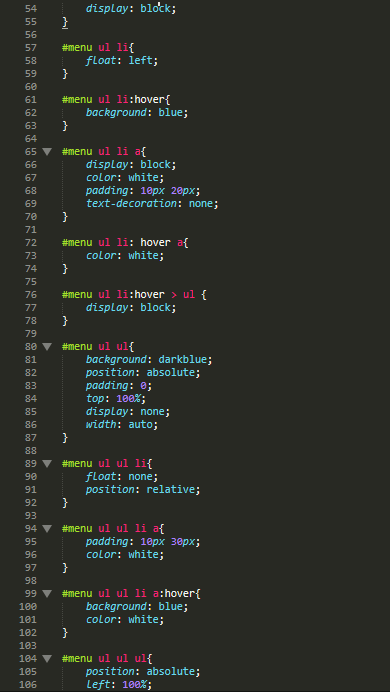 54 display: block;
55 }
56
57 #menu ul li{
58 float: left;
59 }
60
61 #menu ul li:hover{
62 background: blue;
63 }
64
65 #menu ul li a{
66 display: block;
67 color: white;
68 padding: 10px 20px;
69 text-decoration: none;
70 }
71
72 #menu ul li: hover a{
73 color: white;
74 }
75
76 #menu ul li:hover > ul {
77 display: block;
78 }
79
80 #menu ul ul{
81 background: darkblue;
82 position: absolute;
83 padding: 0;
84 top: 100%;
85 display: none;
86 width: auto;
87 }
88
89 #menu ul ul li{
90 float: none;
91 position: relative;
92 }
93
94 #menu ul ul li a{
95 padding: 10px 30px;
96 color: white;
97 }
98
99 #menu ul ul li a:hover{
100 background: blue;
101 color: white;
102 }
103
104 #menu ul ul ul{
105 position: absolute;
106 left: 100%;